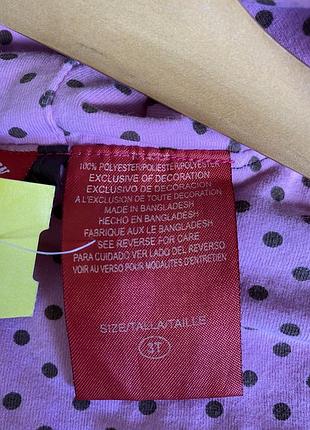 100% POLYESTER/POLIESTER/POLYESTER
EXCLUSIVE OF DECORATION
EXCLUSIVO DE DECORACION
A L'EXCLUSION DE TOUTE DECORATION
MADE IN BANGLADESH
HECHO EN BANGLADESH
FABRIQUE AUX LE BANGLADESH
SEE REVERSE FOR CARE
PARA CUIDADO VER LADO DEL REVERSO
VOIR AU VERSO POUR MODALITES D'ENTRETIEN
SIZE/TALLA/TAILLE
3T